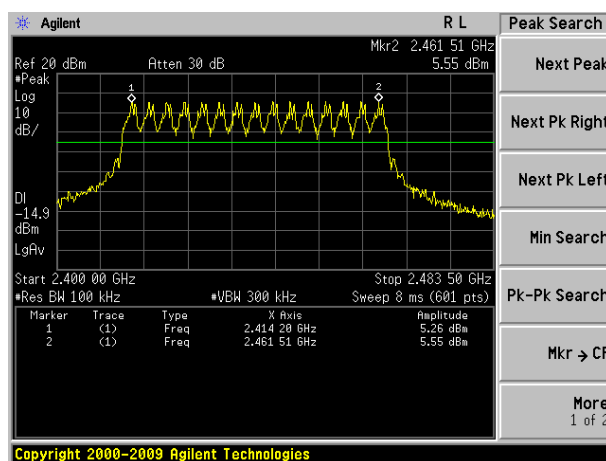 Agilent R L Peak Search
Mkr2 2.461 51 GHz
Ref 20 dBm Atten 30 dB 5.55 dBm
#Peak
Log
10
dB/
1
2
DI
-14.9
dBm
LgAv
Start 2.400 00 GHz Stop 2.483 50 GHz
#Res BW 100 kHz #VBW 300 kHz Sweep 8 ms (601 pts)
Marker Trace Type X Axis Amplitude
1 (1) Freq 2.414 20 GHz 5.26 dBm
2 (1) Freq 2.461 51 GHz 5.55 dBm
Next Peak
Next Pk Right
Next Pk Left
Min Search
Pk-Pk Search
Mkr → CF
More
1 of 2
Copyright 2000-2009 Agilent Technologies